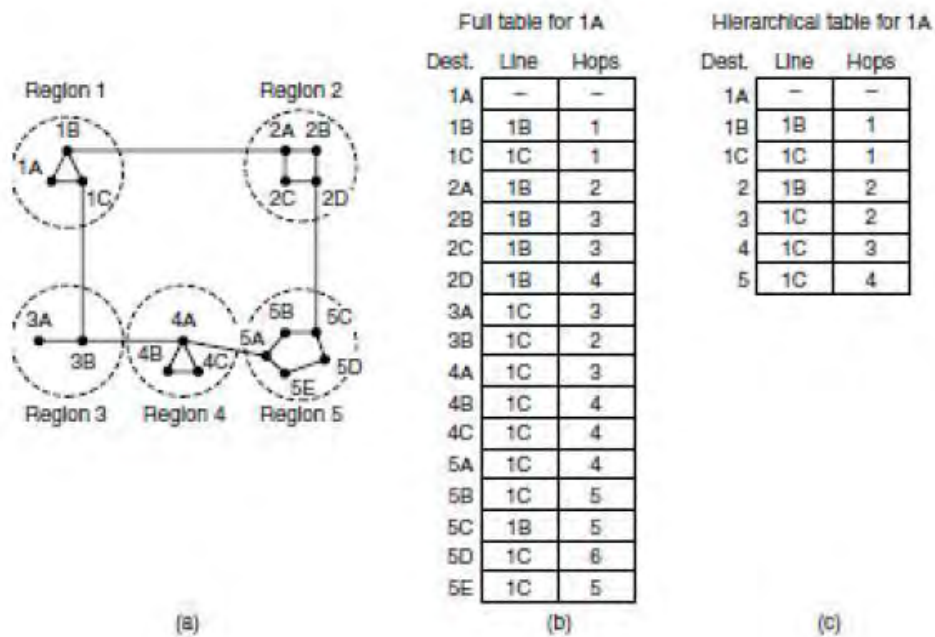 Full table for 1A
Hierarchical table for 1A
Dest. Line Hops
Dest. Line Hops
Region 1
Region 2
1B
2A 2B
1A
1C
2C 2D
3A
3B
4A
4B
4C
5B
5C
5A
5D
5E
Region 3
Region 4
Region 5
1A – –
1B 1B 1
1C 1C 1
2A 1B 2
2B 1B 3
2C 1B 3
2D 1B 4
3A 1C 3
3B 1C 2
4A 1C 3
4B 1C 4
4C 1C 4
5A 1C 4
5B 1C 5
5C 1B 5
5D 1C 6
5E 1C 5
1A – –
1B 1B 1
1C 1C 1
2 1B 2
3 1C 2
4 1C 3
5 1C 4
(a)
(b)
(c)